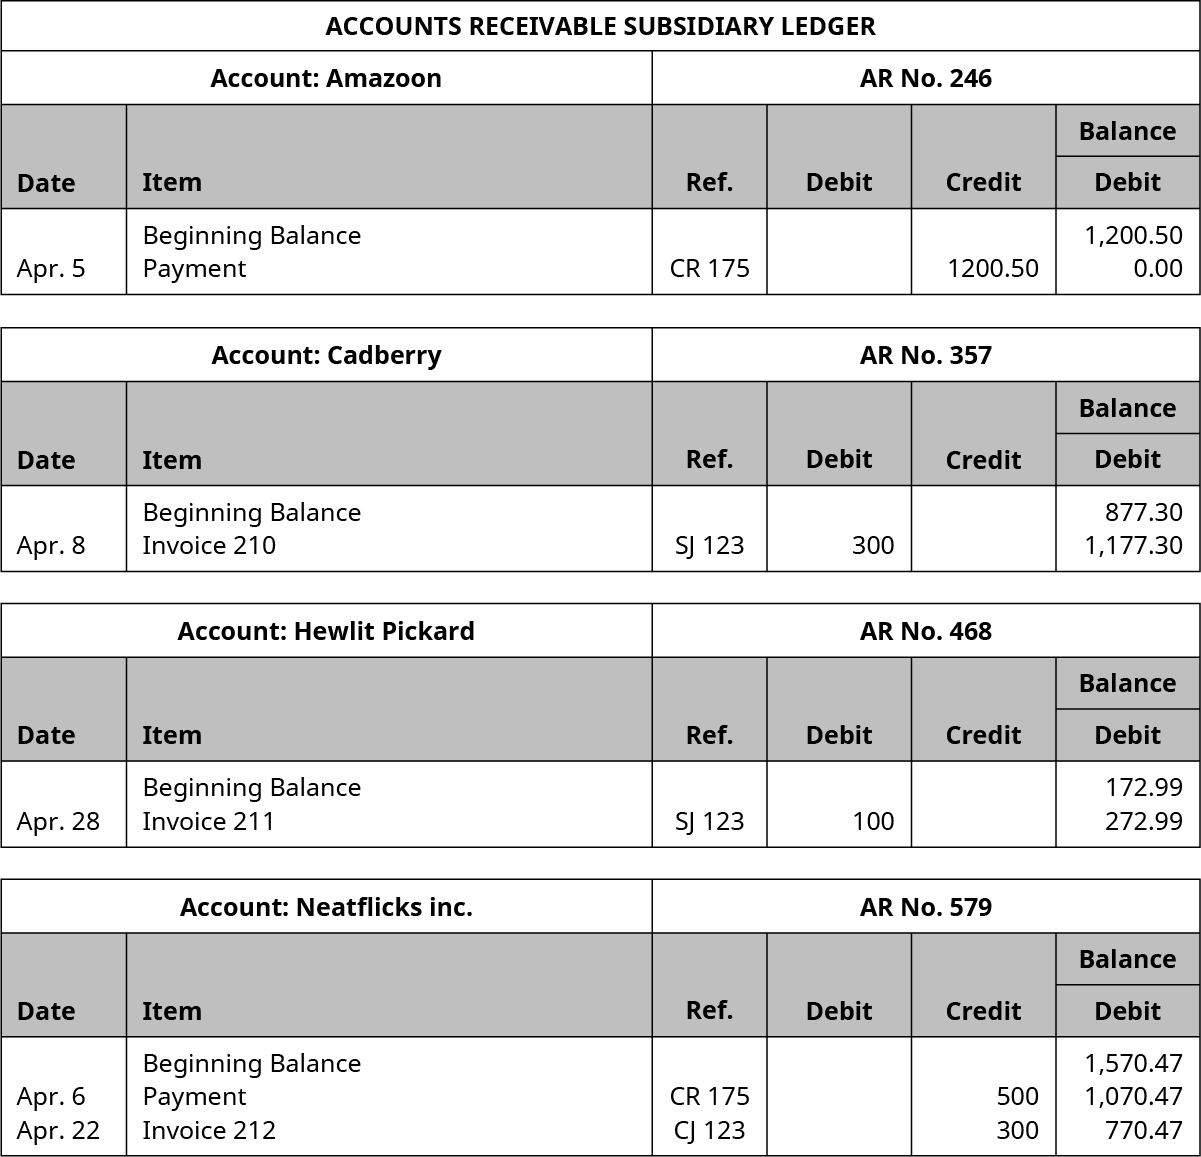 ACCOUNTS RECEIVABLE SUBSIDIARY LEDGER
Account: Amazoon AR No. 246
Balance
Date Item Ref. Debit Credit Debit
Beginning Balance 1,200.50
Apr. 5 Payment CR 175 1200.50 0.00
Account: Cadberry AR No. 357
Balance
Date Item Ref. Debit Credit Debit
Beginning Balance 877.30
Apr. 8 Invoice 210 SJ 123 300 1,177.30
Account: Hewlit Pickard AR No. 468
Balance
Date Item Ref. Debit Credit Debit
Beginning Balance 172.99
Apr. 28 Invoice 211 SJ 123 100 272.99
Account: Neatflicks inc. AR No. 579
Balance
Date Item Ref. Debit Credit Debit
Beginning Balance 1,570.47
Apr. 6 Payment CR 175 500 1,070.47
Apr. 22 Invoice 212 CJ 123 300 770.47